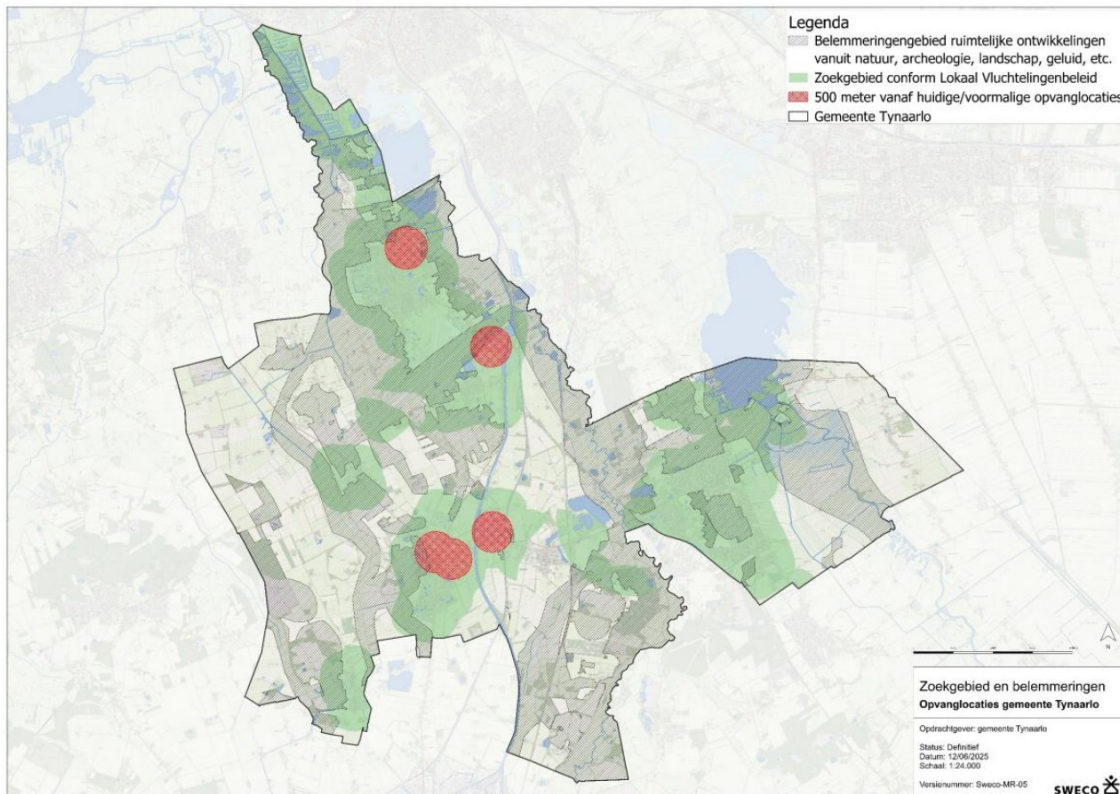 Legenda
Belemmeringengebied ruimtelijke ontwikkelingen
vanuit natuur, archeologie, landschap, geluid, etc.
Zoekgebied conform Lokaal Vluchtelingenbeleid
500 meter vanaf huidige/voormalige opvanglocaties
Gemeente Tynaarlo
N
Zoekgebied en belemmeringen
Opvanglocaties gemeente Tynaarlo
Opdrachtgever: gemeente Tynaarlo
Status: Definitief
Datum: 12/06/2025
Schaal: 1:24.000
Versienummer: Sweco-MR-05
SWECO